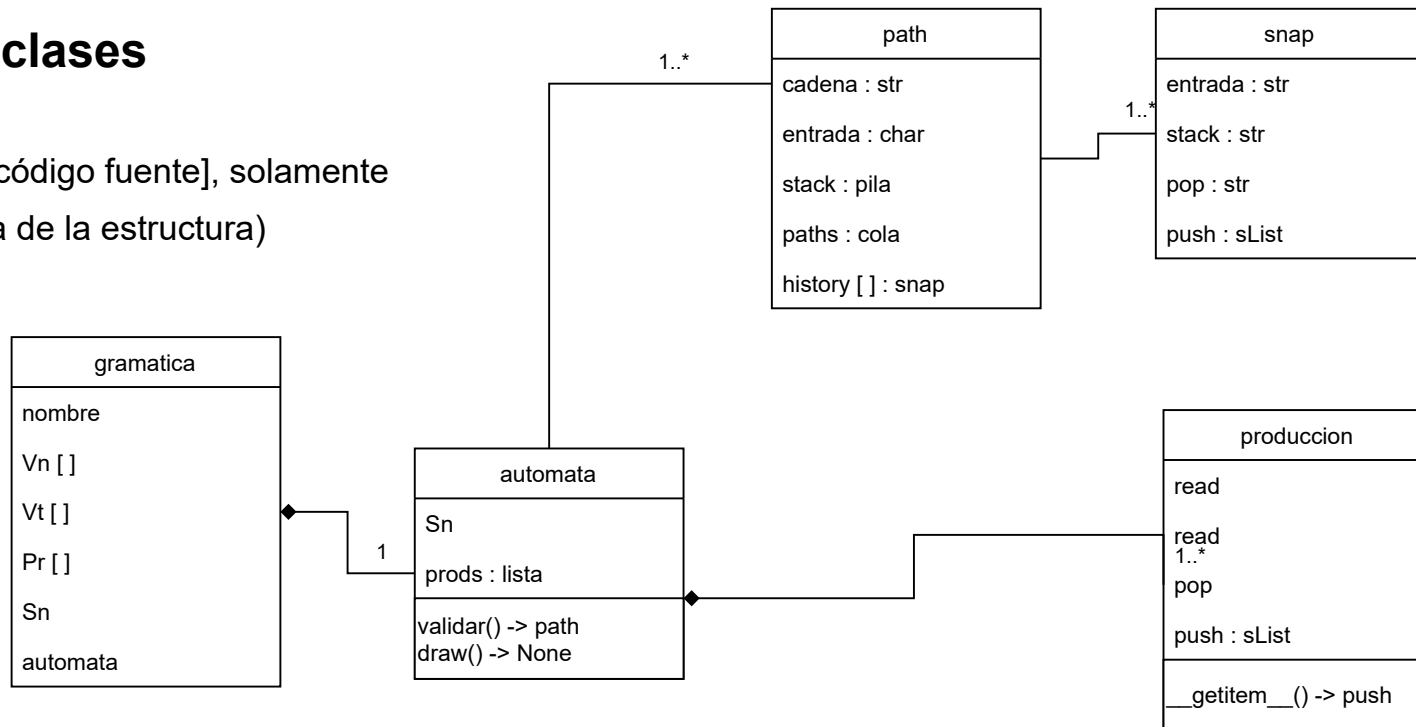 clases
código fuente], solamente
a de la estructura)
1..*
path
cadena : str
entrada : char
stack : pila
paths : cola
history [ ] : snap
1..*
snap
entrada : str
stack : str
pop : str
push : sList
gramatica
nombre
Vn [ ]
Vt [ ]
Pr [ ]
Sn
automata
1
automata
Sn
prods : lista
validar() -> path
draw() -> None
produccion
read
read
1..*
pop
push : sList
__getitem__() -> push